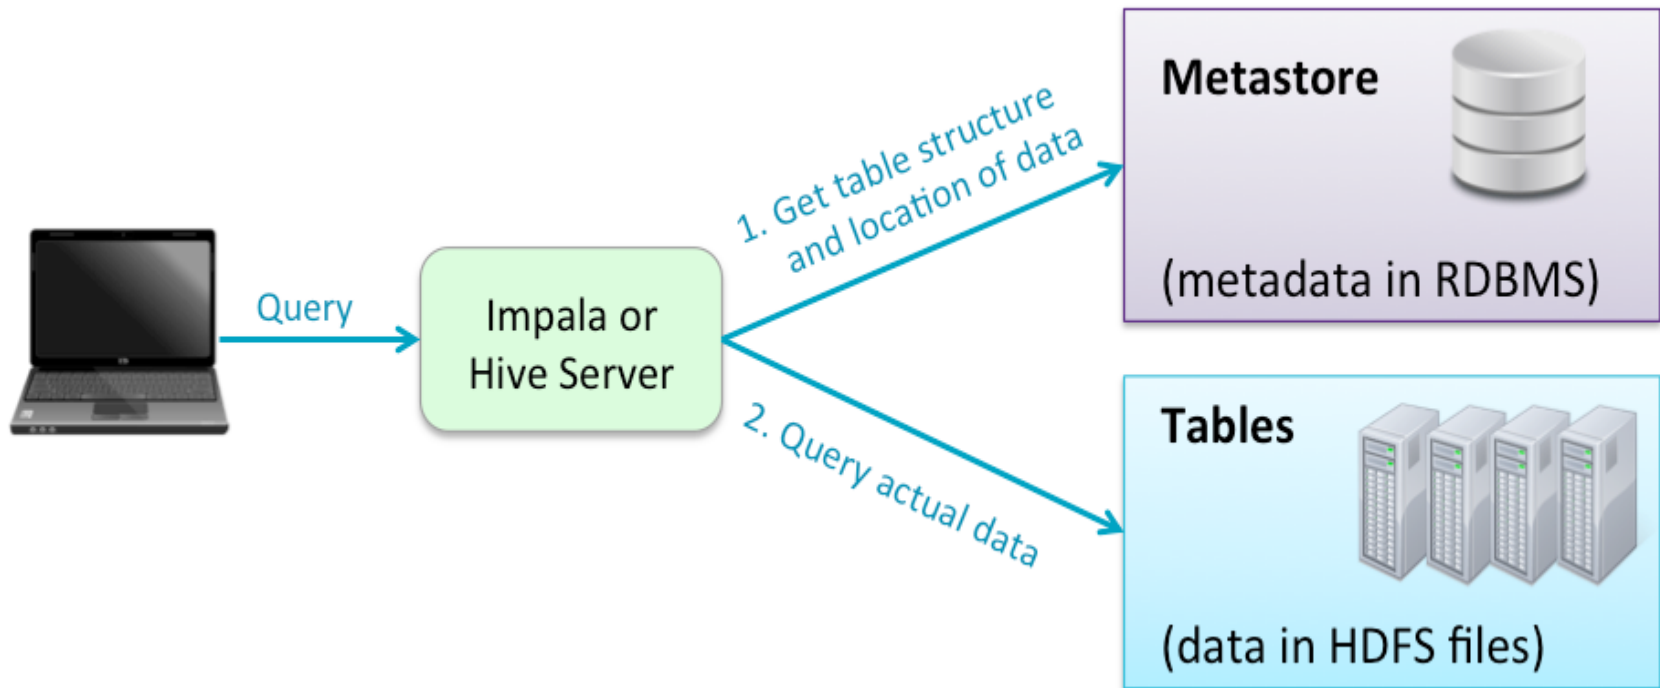 Query
Impala or
Hive Server
1. Get table structure
and location of data
2. Query actual data
Metastore
(metadata in RDBMS)
Tables
(data in HDFS files)